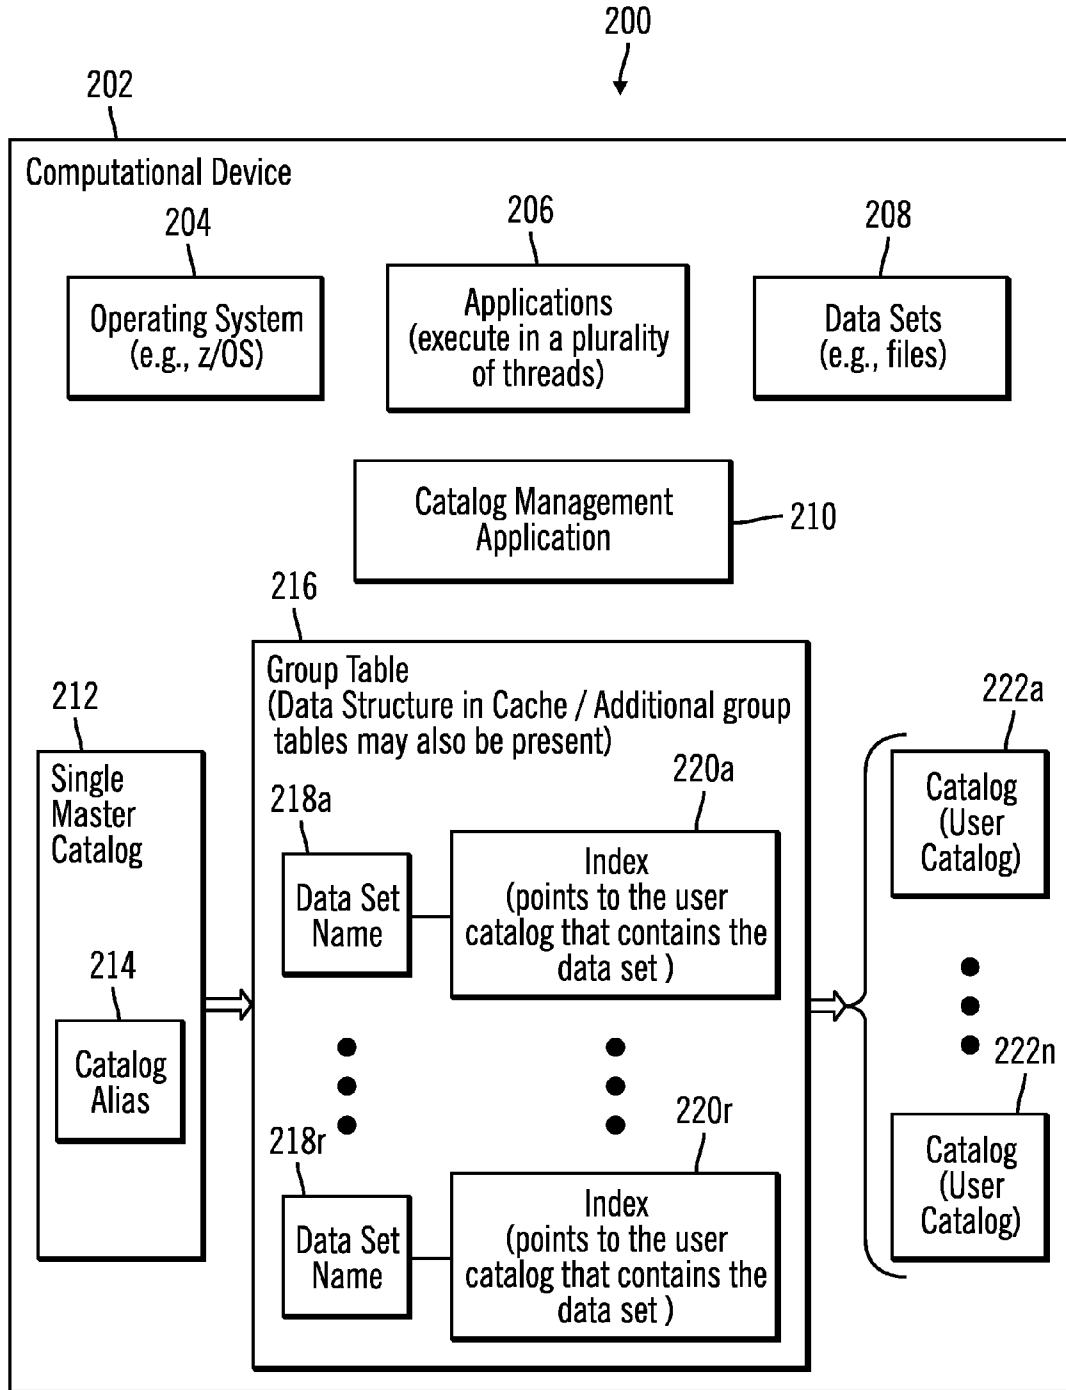 200
202
Computational Device
204
Operating System
(e.g., z/OS)
206
Applications
(execute in a plurality
of threads)
208
Data Sets
(e.g., files)
Catalog Management
Application
210
212
Single
Master
Catalog
214
Catalog
Alias
216
Group Table
(Data Structure in Cache / Additional group
tables may also be present)
218a
Data Set
Name
220a
Index
(points to the user
catalog that contains the
data set )
218r
Data Set
Name
220r
Index
(points to the user
catalog that contains the
data set )
222a
Catalog
(User
Catalog)
222n
Catalog
(User
Catalog)